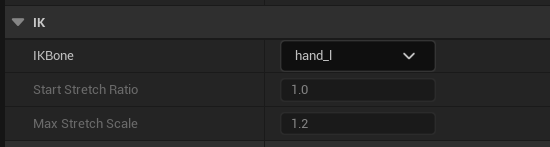 IK
IKBone hand_l
Start Stretch Ratio 1.0
Max Stretch Scale 1.2